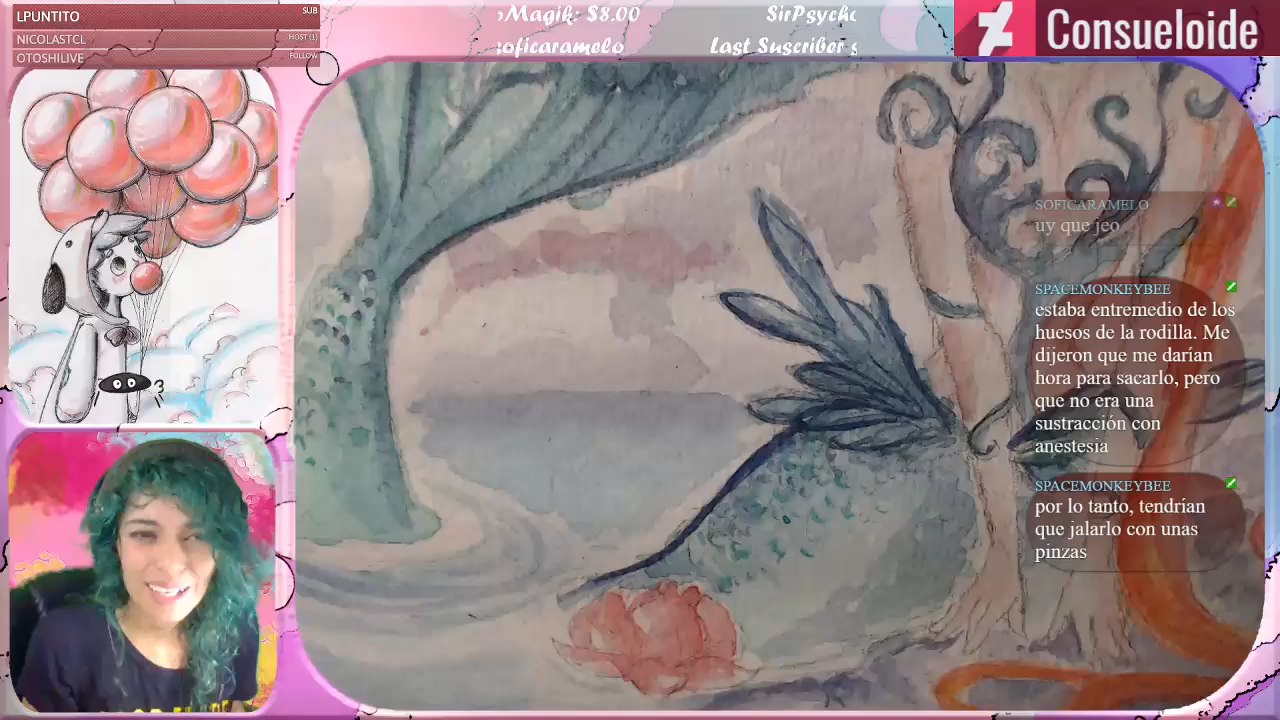 LPUNTITO
SUB
NICOLASTCL
HOST (1)
OTOSHILIVE
FOLLOW
Magik: $8.00
SirPsych
oficaramelo
Last Suscriber
Consueloide
SOFICARAMELO
uy que jeo
SPACEMONKEYBEE
estaba entremedio de los
huesos de la rodilla. Me
dijeron que me darían
hora para sacarlo, pero
que no era una
sustracción con
anestesia
SPACEMONKEYBEE
por lo tanto, tendrían
que jalarlo con unas
pinzas